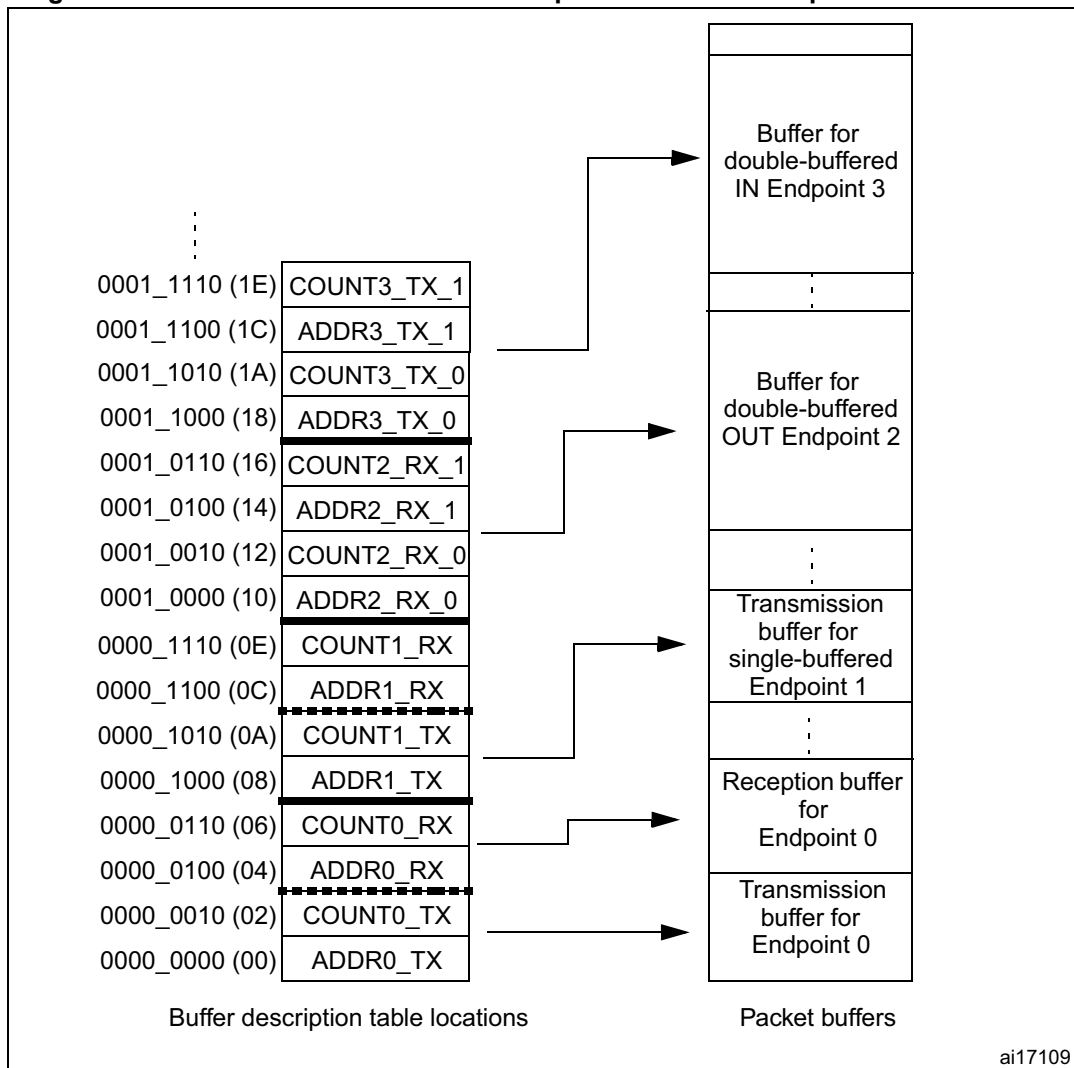 Buffer for
double-buffered
IN Endpoint 3
0001_1110 (1E) COUNT3_TX_1
0001_1100 (1C) ADDR3_TX_1
0001_1010 (1A) COUNT3_TX_0
0001_1000 (18) ADDR3_TX_0
0001_0110 (16) COUNT2_RX_1
0001_0100 (14) ADDR2_RX_1
0001_0010 (12) COUNT2_RX_0
0001_0000 (10) ADDR2_RX_0
0000_1110 (0E) COUNT1_RX
0000_1100 (0C) ADDR1_RX
0000_1010 (0A) COUNT1_TX
0000_1000 (08) ADDR1_TX
0000_0110 (06) COUNT0_RX
0000_0100 (04) ADDR0_RX
0000_0010 (02) COUNT0_TX
0000_0000 (00) ADDR0_TX
Buffer for
double-buffered
OUT Endpoint 2
Transmission
buffer for
single-buffered
Endpoint 1
Reception buffer
for
Endpoint 0
Transmission
buffer for
Endpoint 0
Buffer description table locations
Packet buffers
ai17109